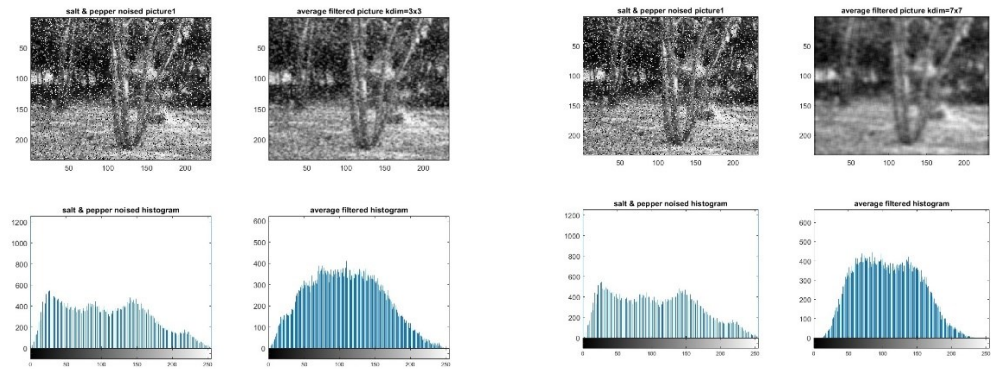 salt & pepper noised picture1
50
100
150
200
50 100 150 200
average filtered picture kdim=3x3
50
100
150
200
50 100 150 200
salt & pepper noised picture1
50
100
150
200
50 100 150 200
average filtered picture kdim=7x7
50
100
150
200
50 100 150 200
salt & pepper noised histogram
1200
1000
800
600
400
200
0
0 50 100 150 200 250
average filtered histogram
600
500
400
300
200
100
0
0 50 100 150 200 250
salt & pepper noised histogram
1200
1000
800
600
400
200
0
0 50 100 150 200 250
average filtered histogram
600
500
400
300
200
100
0
0 50 100 150 200 250